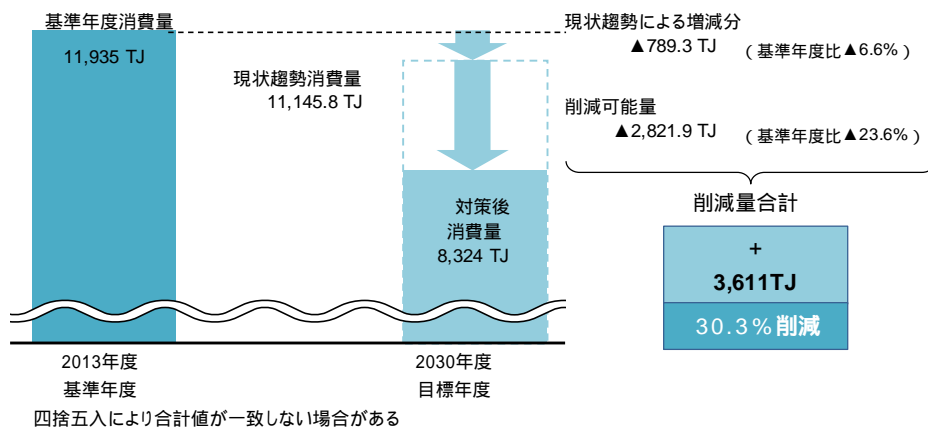 基準年度消費量
11,935 TJ
現状趨勢消費量
11,145.8 TJ
現状趨勢による増減分
▲789.3 TJ (基準年度比▲6.6%)
削減可能量
▲2,821.9 TJ (基準年度比▲23.6%)
対策後
消費量
8,324 TJ
削減量合計
+
3,611TJ
30.3%削減
2013年度
基準年度
2030年度
目標年度
四捨五入により合計値が一致しない場合がある